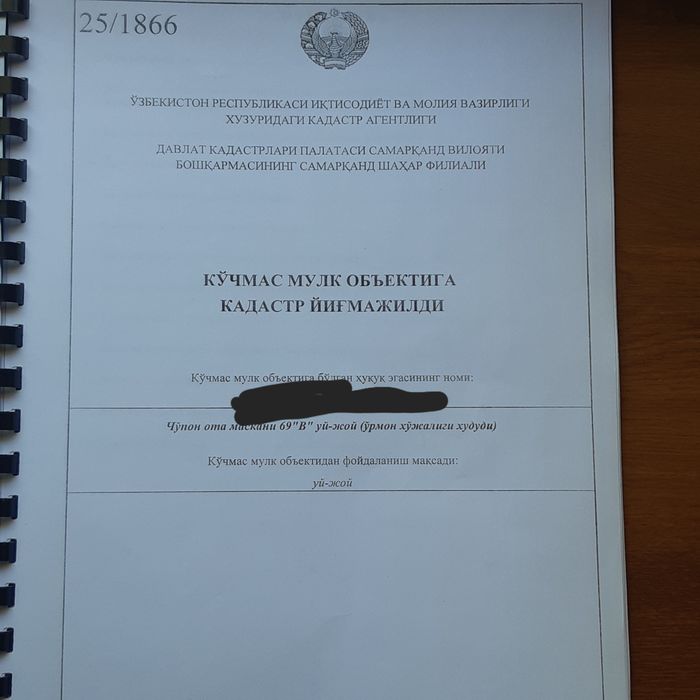 25/1866
ЎЗБЕКИСТОН РЕСПУБЛИКАСИ ИҚТИСОДИЁТ ВА МОЛИЯ ВАЗИРЛИГИ
ХУЗУРИДАГИ КАДАСТР АГЕНТЛИГИ
ДАВЛАТ КАДАСТРЛАРИ ПАЛАТАСИ САМАРҚАНД ВИЛОЯТИ
БОШҚАРМАСИНИНГ САМАРҚАНД ШАҲАР ФИЛИАЛИ
КЎЧМАС МУЛК ОБЪЕКТИГА
КАДАСТР ЙИҒМАЖИЛДИ
Кўчмас мулк объектига бўлган ҳуқуқ эгасининг номи:
Чўпон ота маскани 69"В" уй-жой (ўрмон хўжалиги худуди)
Кўчмас мулк объектидан фойдаланиш мақсади:
уй-жой